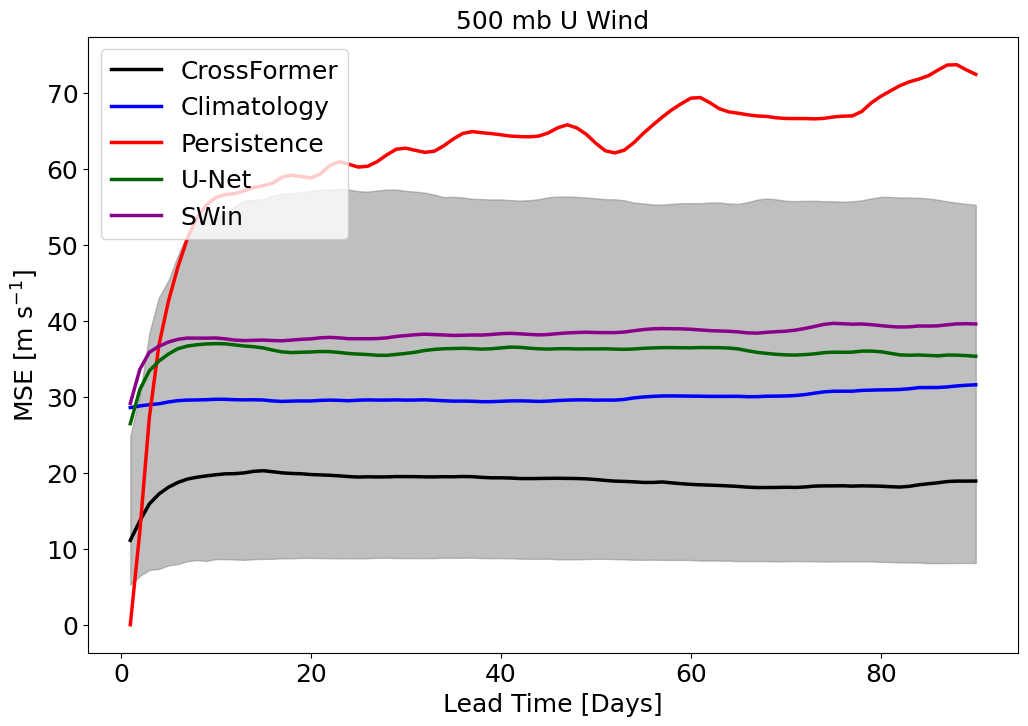 500 mb U Wind
CrossFormer
Climatology
Persistence
U-Net
SWin
MSE [m s⁻¹]
70
60
50
40
30
20
10
0
0 20 40 60 80
Lead Time [Days]